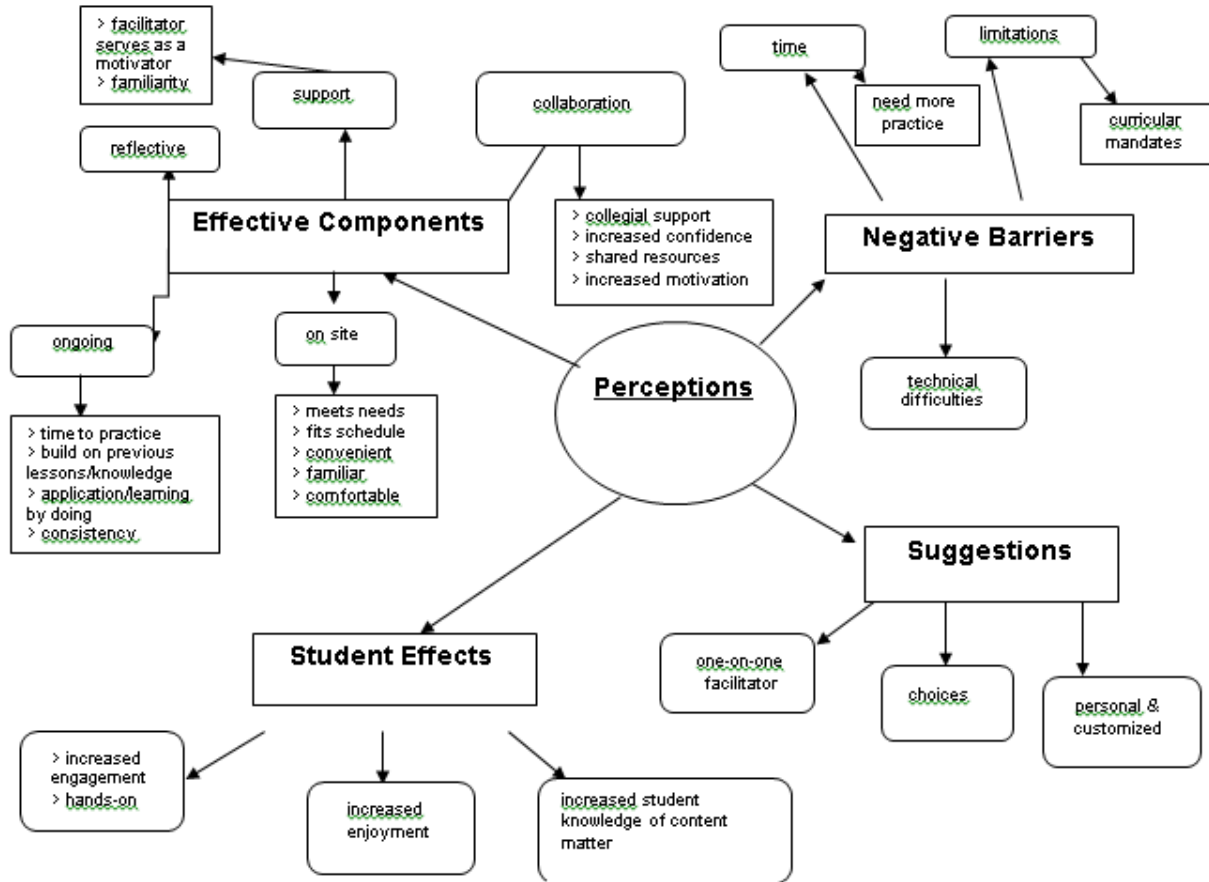 > facilitator
serves as a
motivator
> familiarity
support
collaboration
reflective
Effective Components
> collegial support
> increased confidence
> shared resources
> increased motivation
time
need more
practice
limitations
curricular
mandates
Negative Barriers
technical
difficulties
ongoing
> time to practice
> build on previous
lessons/knowledge
> application/learning
by doing
> consistency
on site
> meets needs
> fits schedule
> convenient
> familiar
> comfortable
Perceptions
Suggestions
one-on-one
facilitator
choices
personal &
customized
Student Effects
> increased
engagement
> hands-on
increased
enjoyment
increased student
knowledge of content
matter